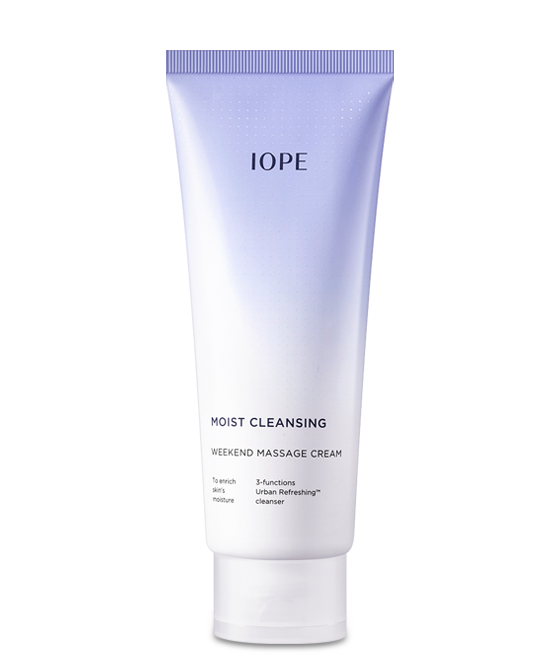 IOPE
MOIST CLEANSING
WEEKEND MASSAGE CREAM
To enrich
skin's
moisture
3-functions
Urban Refreshing™
cleanser